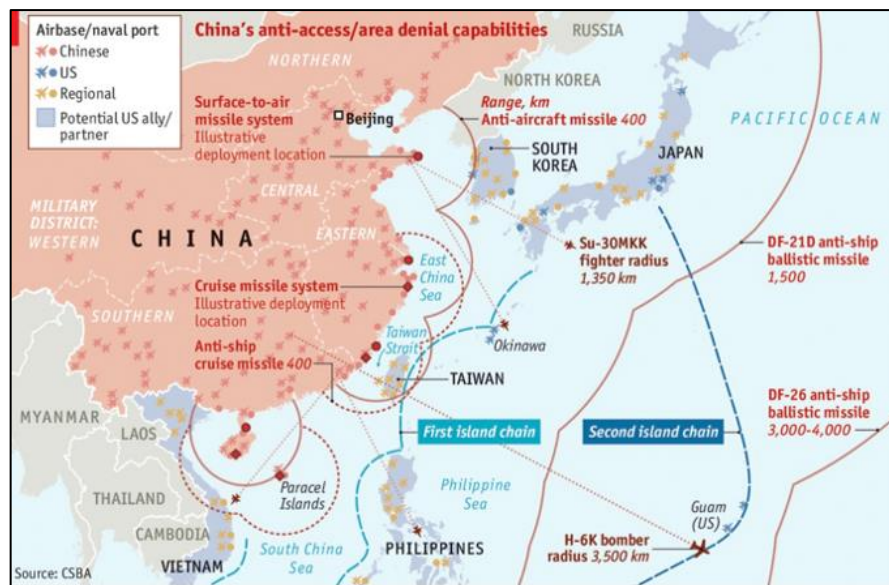 Airbase/naval port
Chinese
US
Regional
Potential US ally/
partner
China's anti-access/area denial capabilities
RUSSIA
NORTHERN
NORTH KOREA
Surface-to-air
missile system
Illustrative
deployment location
Beijing
Range, km
Anti-aircraft missile 400
PACIFIC OCEAN
SOUTH
KOREA
JAPAN
CENTRAL
MILITARY
DISTRICT:
WESTERN
EASTERN
CHINA
East
China
Sea
Su-30MKK
fighter radius
1,350 km
DF-21D anti-ship
ballistic missile
1,500
Cruise missile system
Illustrative deployment
location
SOUTHERN
Taiwan
Strait
Okinawa
Anti-ship
cruise missile 400
TAIWAN
MYANMAR
LAOS
First island chain
Second island chain
DF-26 anti-ship
ballistic missile
3,000-4,000
THAILAND
Paracel
Islands
Philippine
Sea
Guam
(US)
CAMBODIA
VIETNAM
South China
Sea
PHILIPPINES
H-6K bomber
radius 3,500 km
Source: CSBA